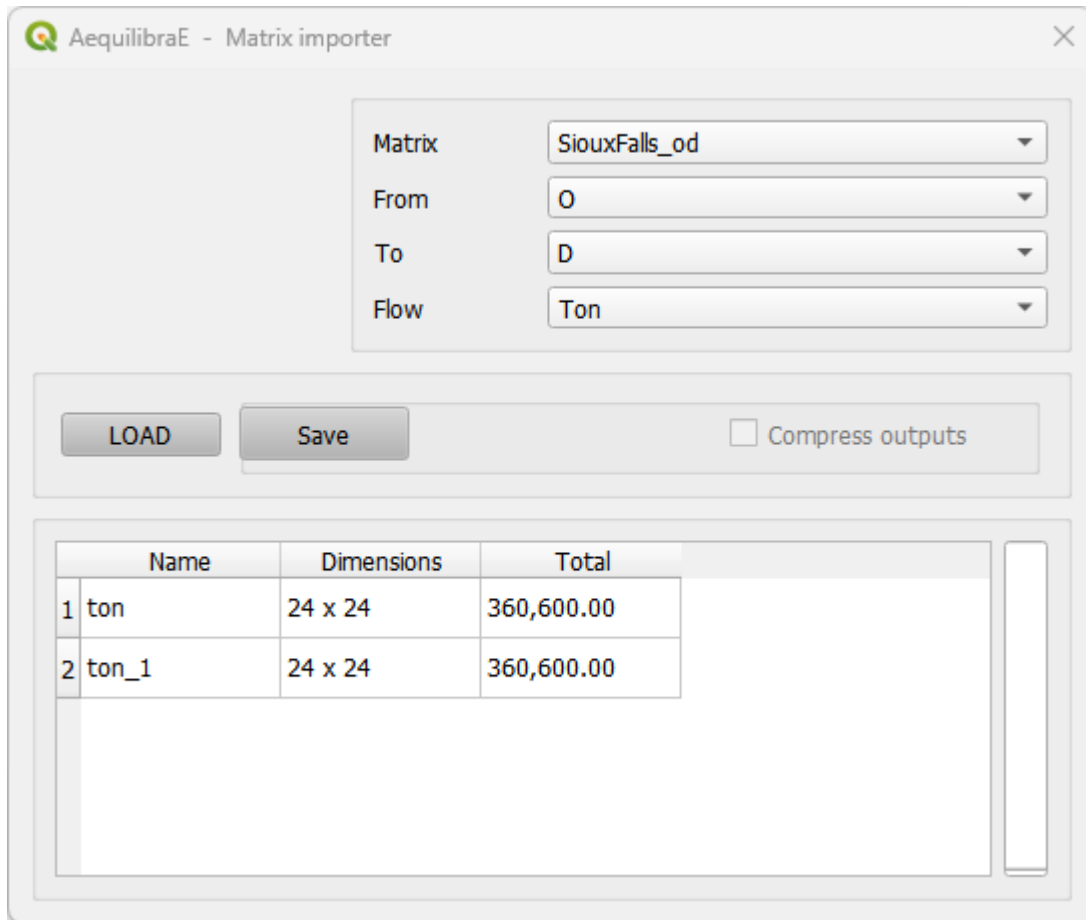 AequilibraE - Matrix importer
Matrix SiouxFalls_od
From O
To D
Flow Ton
LOAD Save Compress outputs
Name Dimensions Total
1 ton 24 x 24 360,600.00
2 ton_1 24 x 24 360,600.00